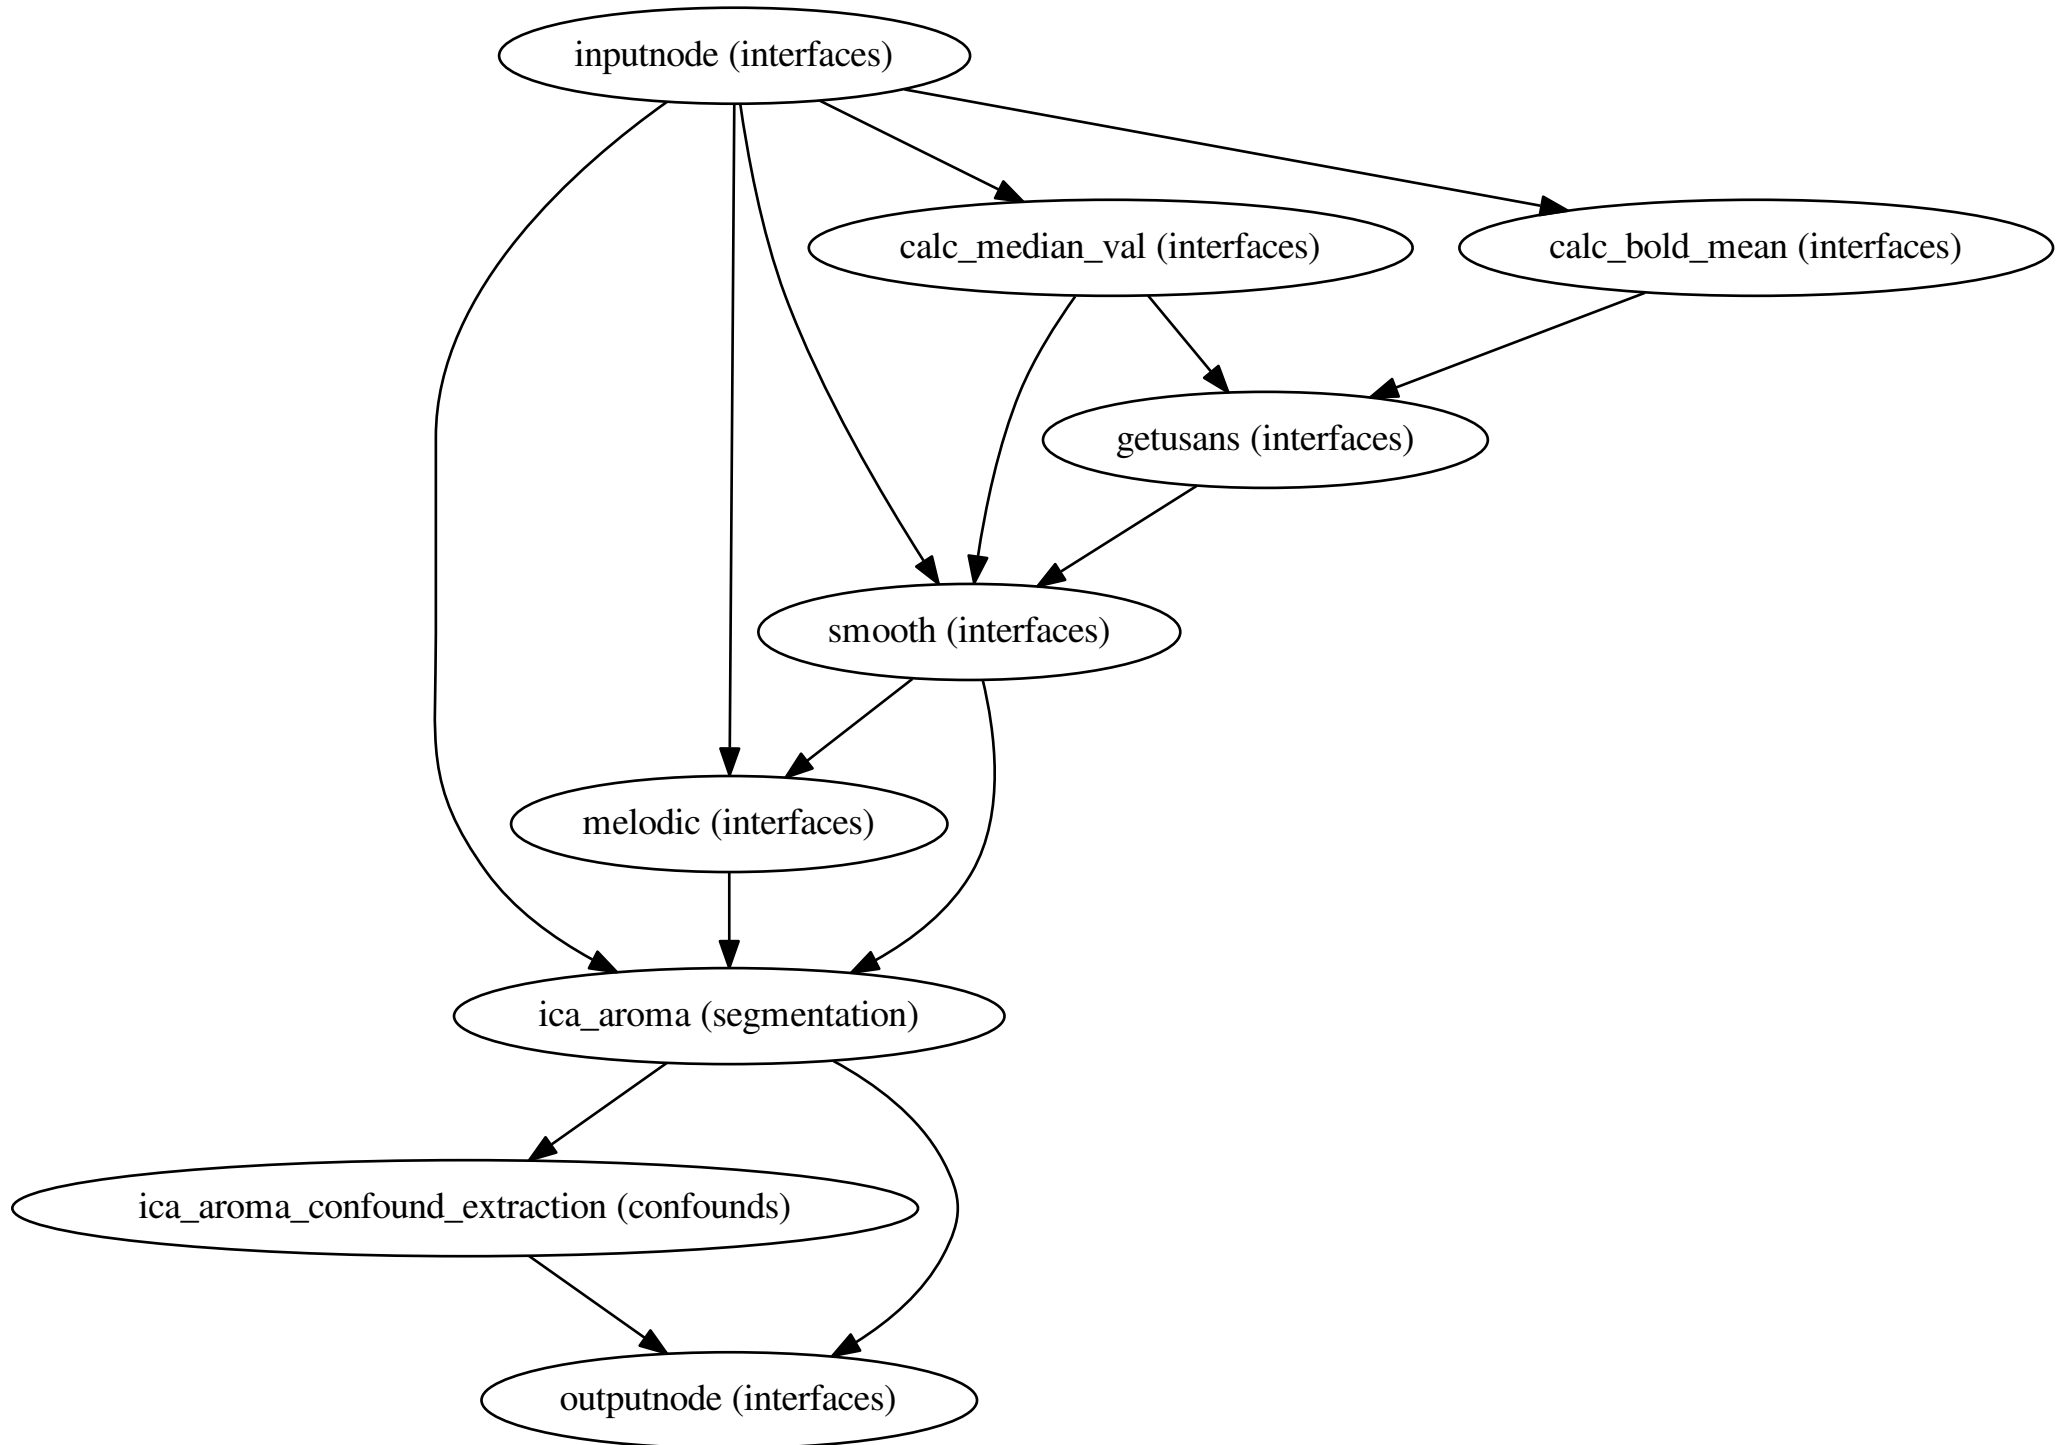 inputnode (interfaces)
calc_median_val (interfaces)
calc_bold_mean (interfaces)
getusans (interfaces)
smooth (interfaces)
melodic (interfaces)
ica_aroma (segmentation)
ica_aroma_confound_extraction (confounds)
outputnode (interfaces)